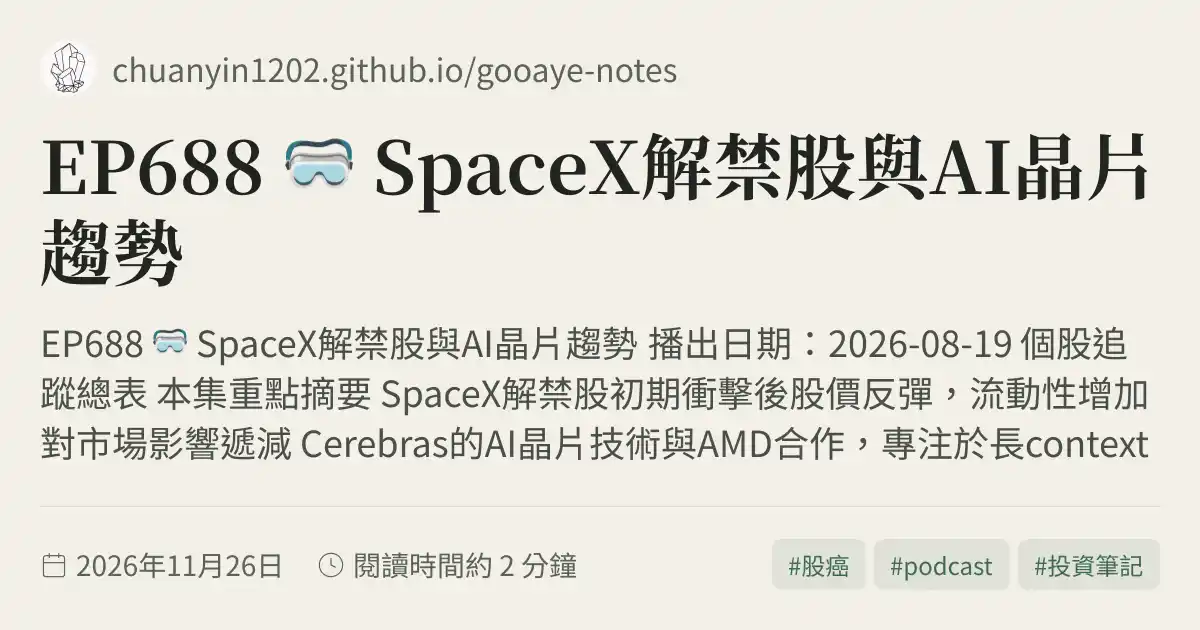 chuanyin1202.github.io/gooaye-notes
EP688 🥽 SpaceX解禁股與AI晶片
趨勢
EP688 🥽 SpaceX解禁股與AI晶片趨勢 播出日期：2026-08-19 個股追
蹤總表 本集重點摘要 SpaceX解禁股初期衝擊後股價反彈，流動性增加
對市場影響遞減 Cerebras的AI晶片技術與AMD合作，專注於長context
2026年11月26日 閱讀時間約 2 分鐘 #股癌 #podcast #投資筆記